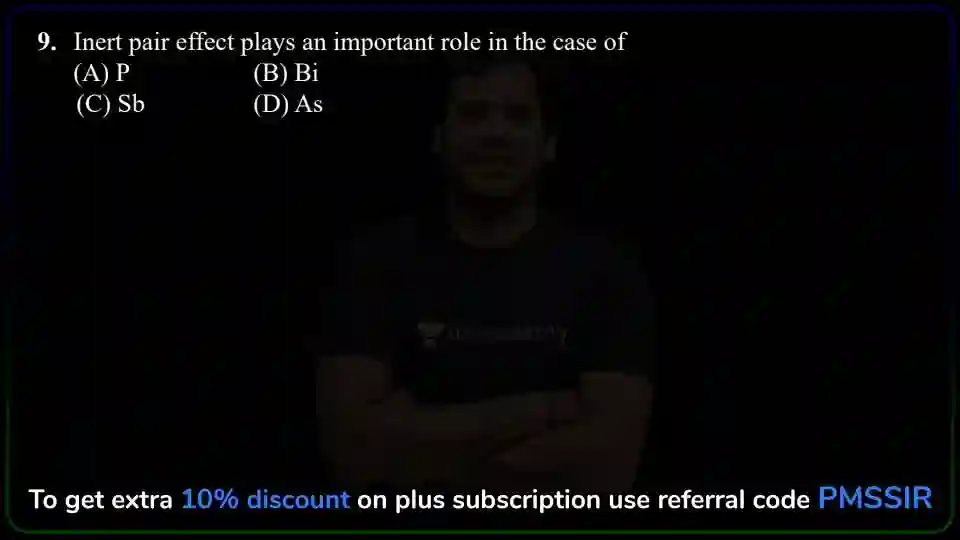 9. Inert pair effect plays an important role in the case of
(A) P (B) Bi
(C) Sb (D) As
To get extra 10% discount on plus subscription use referral code PMSSIR